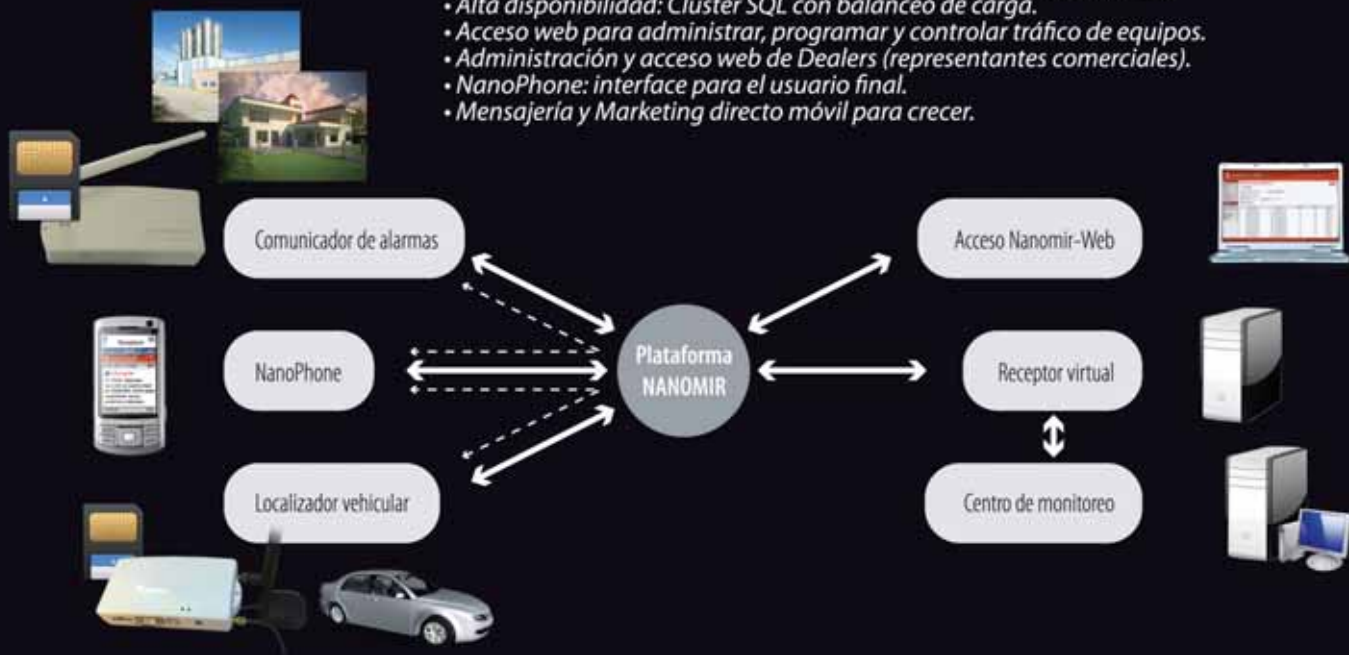 • Alta disponibilidad: Cluster SQL con balanceo de carga.
• Acceso web para administrar, programar y controlar tráfico de equipos.
• Administración y acceso web de Dealers (representantes comerciales).
• NanoPhone: interface para el usuario final.
• Mensajería y Marketing directo móvil para crecer.
Comunicador de alarmas
Acceso Nanomir-Web
NanoPhone
Plataforma
NANOMIR
Receptor virtual
Localizador vehicular
Centro de monitoreo